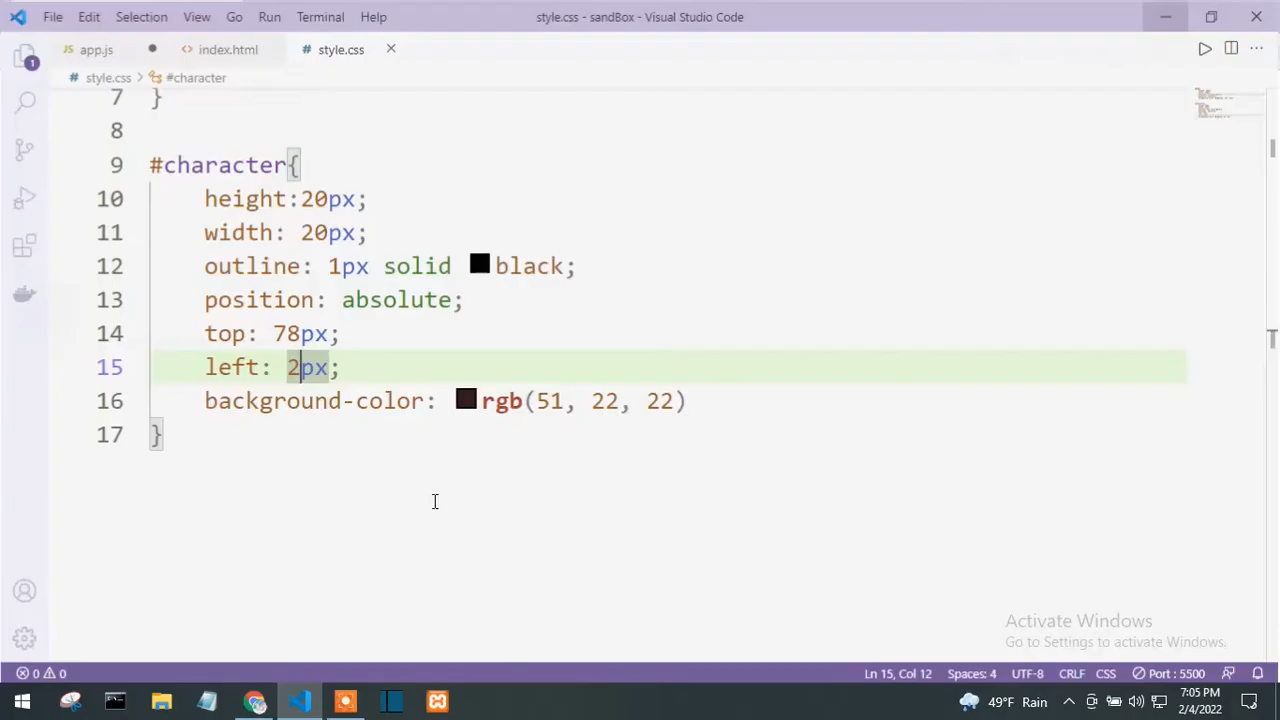 File Edit Selection View Go Run Terminal Help style.css - sandBox - Visual Studio Code
JS app.js <> index.html # style.css
# style.css > #character
7 }
8
9 #character{
10 height:20px;
11 width: 20px;
12 outline: 1px solid black;
13 position: absolute;
14 top: 78px;
15 left: 2px;
16 background-color: rgb(51, 22, 22)
17 }
1
Activate Windows
Go to Settings to activate Windows.
0 0 Ln 15, Col 12 Spaces: 4 UTF-8 CRLF CSS Port : 5500
49°F Rain 7:05 PM
2/4/2022